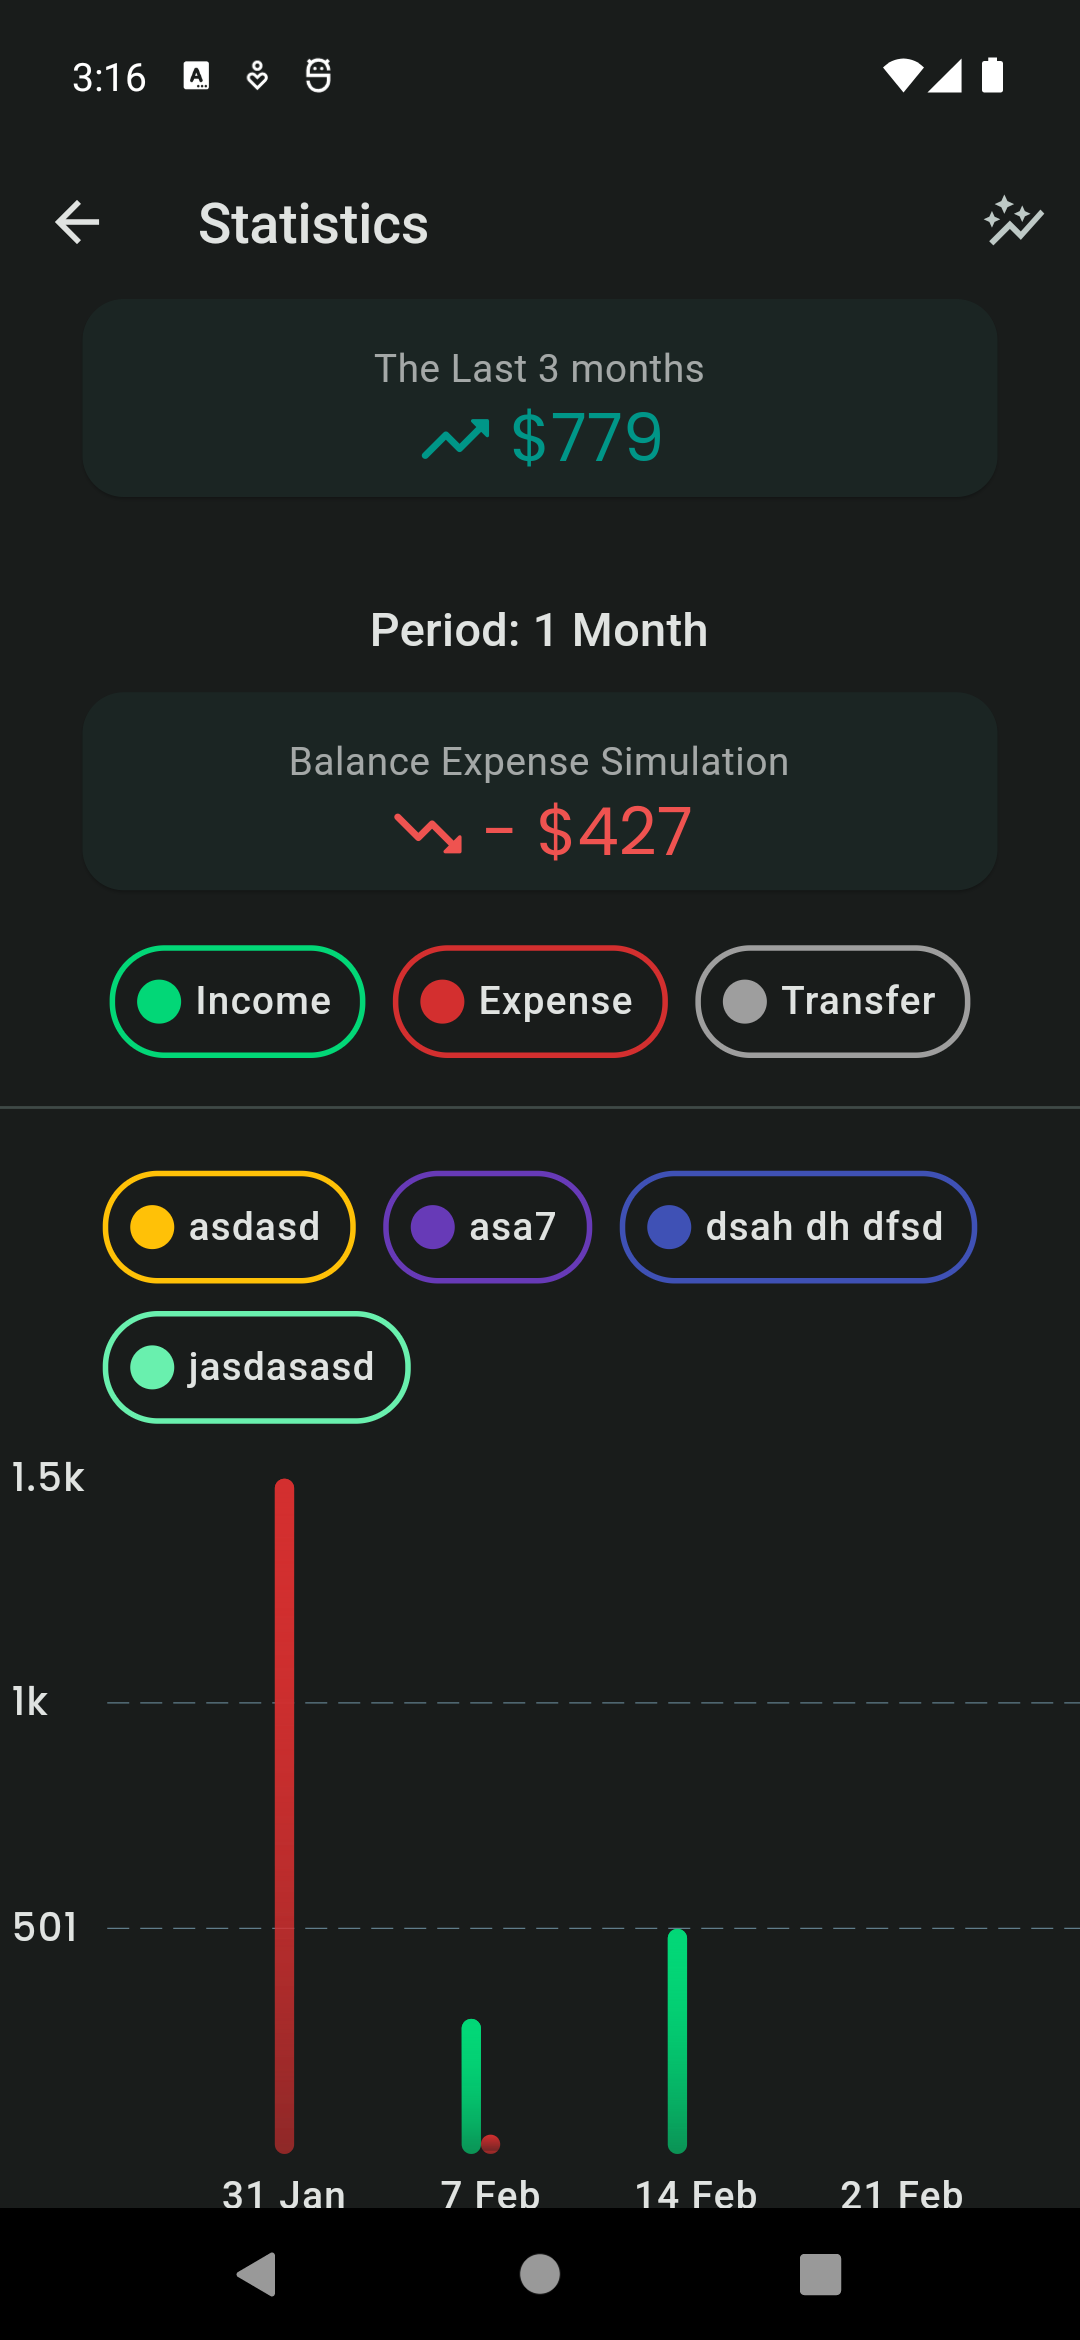 3:16
Statistics
The Last 3 months
$779
Period: 1 Month
Balance Expense Simulation
- $427
Income Expense Transfer
asdasd asa7 dsah dh dfsd
jasdasasd
1.5k
1k
501
31 Jan 7 Feb 14 Feb 21 Feb